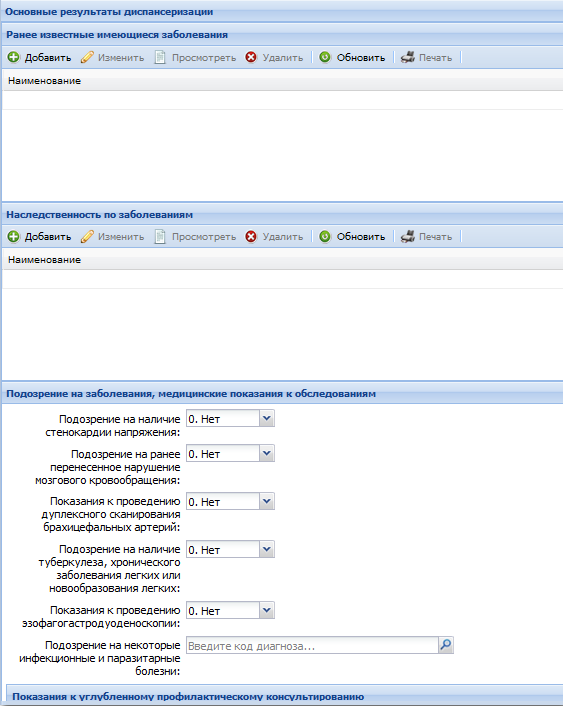 Основные результаты диспансеризации
Ранее известные имеющиеся заболевания
Добавить Изменить Просмотреть Удалить Обновить Печать
Наименование
Наследственность по заболеваниям
Добавить Изменить Просмотреть Удалить Обновить Печать
Наименование
Подозрение на заболевания, медицинские показания к обследованиям
Подозрение на наличие 0. Нет
стенокардии напряжения:
Подозрение на ранее 0. Нет
перенесенное нарушение
мозгового кровообращения:
Показания к проведению 0. Нет
дуплексного сканирования
брахицефальных артерий:
Подозрение на наличие 0. Нет
туберкулеза, хронического
заболевания легких или
новообразования легких:
Показания к проведению 0. Нет
эзофагогастродуоденоскопии:
Подозрение на некоторые Введите код диагноза...
инфекционные и паразитарные
болезни:
Показания к углубленному профилактическому консультированию